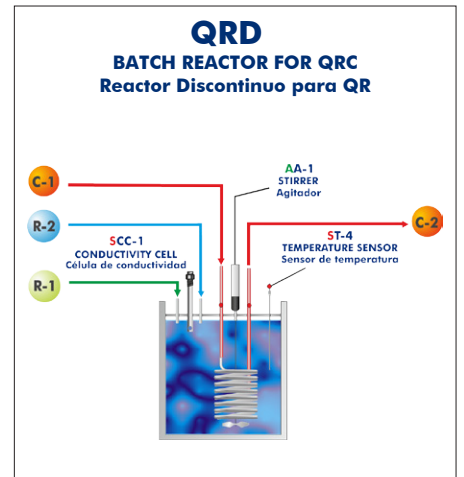 QRD
BATCH REACTOR FOR QRC
Reactor Discontinuo para QR
AA-1
STIRRER
Agitador
C-1
R-2
C-2
SCC-1
CONDUCTIVITY CELL
Célula de conductividad
ST-4
TEMPERATURE SENSOR
Sensor de temperatura
R-1